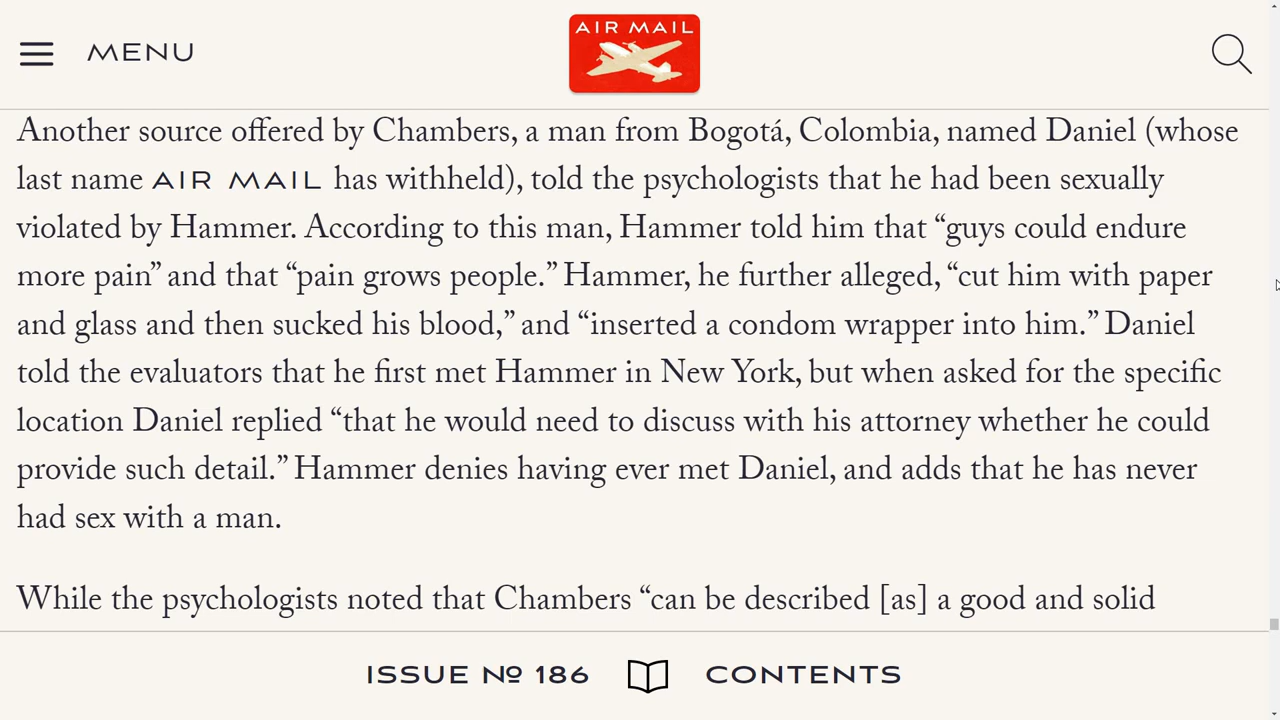 MENU
AIR MAIL
Another source offered by Chambers, a man from Bogotá, Colombia, named Daniel (whose
last name AIR MAIL has withheld), told the psychologists that he had been sexually
violated by Hammer. According to this man, Hammer told him that “guys could endure
more pain” and that “pain grows people.” Hammer, he further alleged, “cut him with paper
and glass and then sucked his blood,” and “inserted a condom wrapper into him.” Daniel
told the evaluators that he first met Hammer in New York, but when asked for the specific
location Daniel replied “that he would need to discuss with his attorney whether he could
provide such detail.” Hammer denies having ever met Daniel, and adds that he has never
had sex with a man.
While the psychologists noted that Chambers “can be described [as] a good and solid
ISSUE № 186
CONTENTS